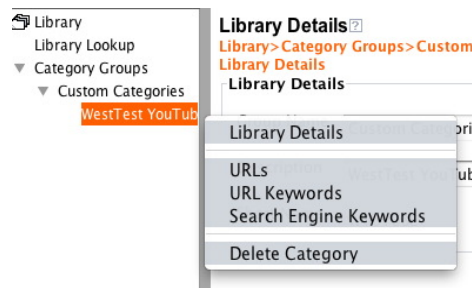 Library
Library Lookup
Category Groups
Custom Categories
WestTest YouTub
Library Details?
Library>Category Groups>Custom
Library Details
Library Details
Library Details
URLs
URL Keywords
Search Engine Keywords
Delete Category